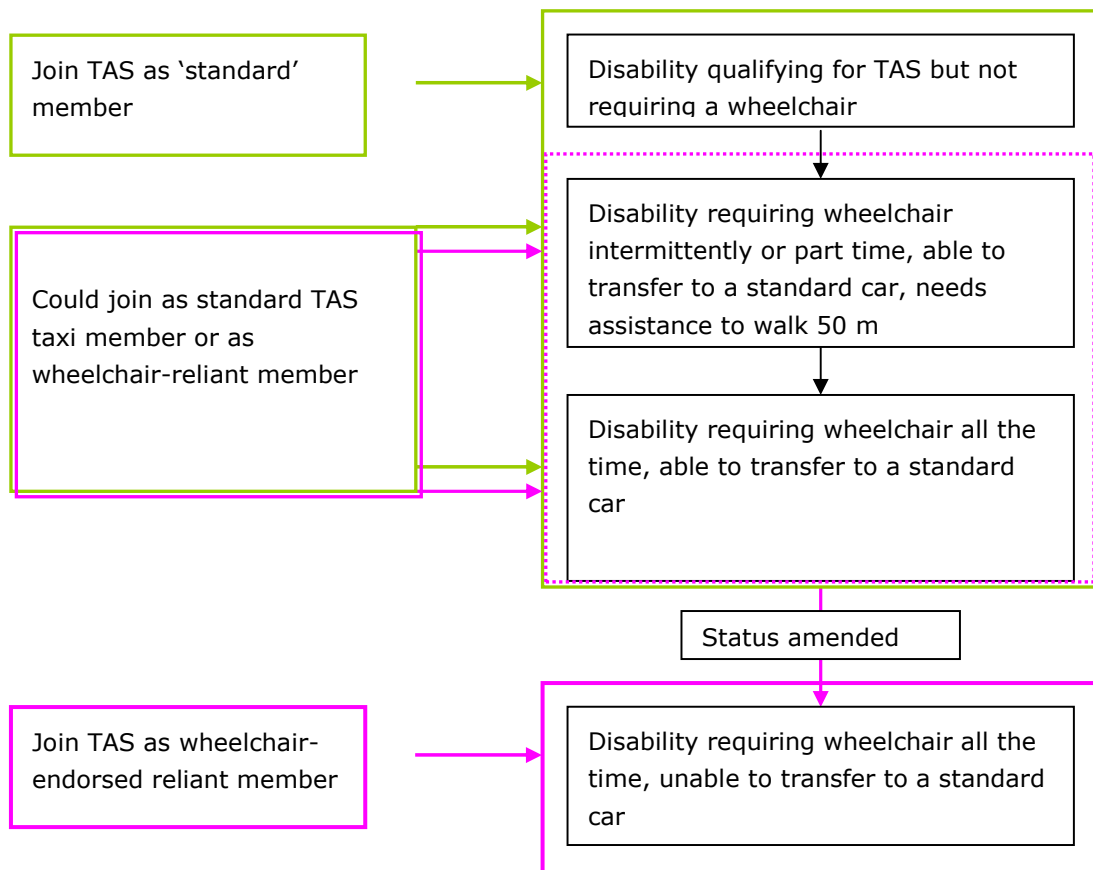 Join TAS as ‘standard’
member
Disability qualifying for TAS but not
requiring a wheelchair
Could join as standard TAS
taxi member or as
wheelchair-reliant member
Disability requiring wheelchair
intermittently or part time, able to
transfer to a standard car, needs
assistance to walk 50 m
Disability requiring wheelchair all the
time, able to transfer to a standard
car
Status amended
Join TAS as wheelchair-
endorsed reliant member
Disability requiring wheelchair all the
time, unable to transfer to a standard
car